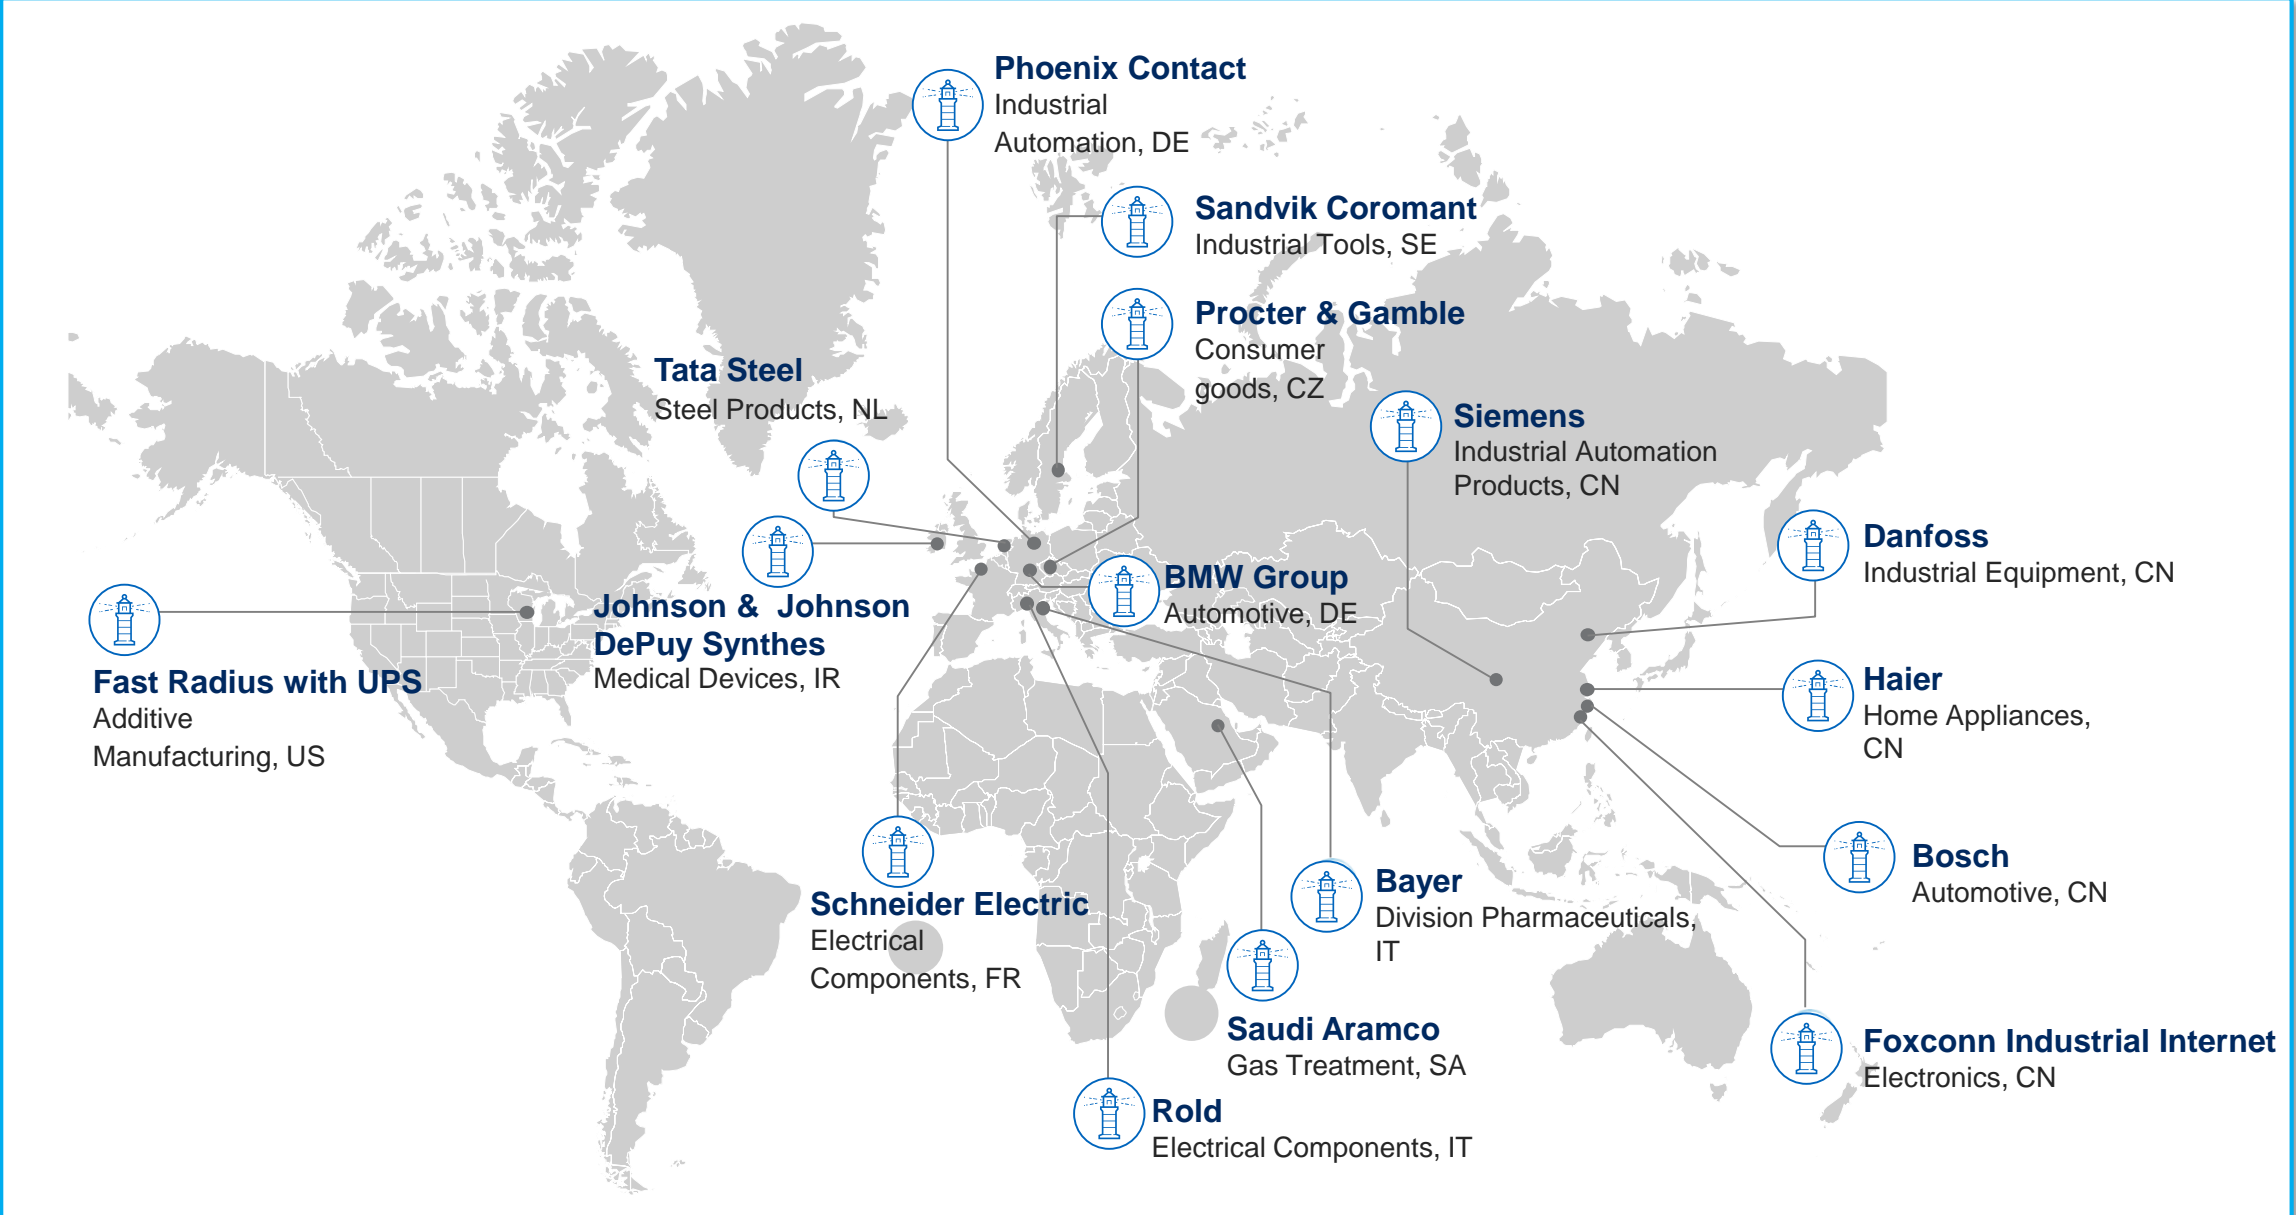 Phoenix Contact
Industrial
Automation, DE
Sandvik Coromant
Industrial Tools, SE
Procter & Gamble
Consumer
goods, CZ
Tata Steel
Steel Products, NL
Siemens
Industrial Automation
Products, CN
Danfoss
Industrial Equipment, CN
BMW Group
Automotive, DE
Johnson & Johnson
DePuy Synthes
Medical Devices, IR
Fast Radius with UPS
Additive
Manufacturing, US
Haier
Home Appliances,
CN
Bosch
Automotive, CN
Schneider Electric
Electrical
Components, FR
Bayer
Division Pharmaceuticals,
IT
Saudi Aramco
Gas Treatment, SA
Foxconn Industrial Internet
Electronics, CN
Rold
Electrical Components, IT